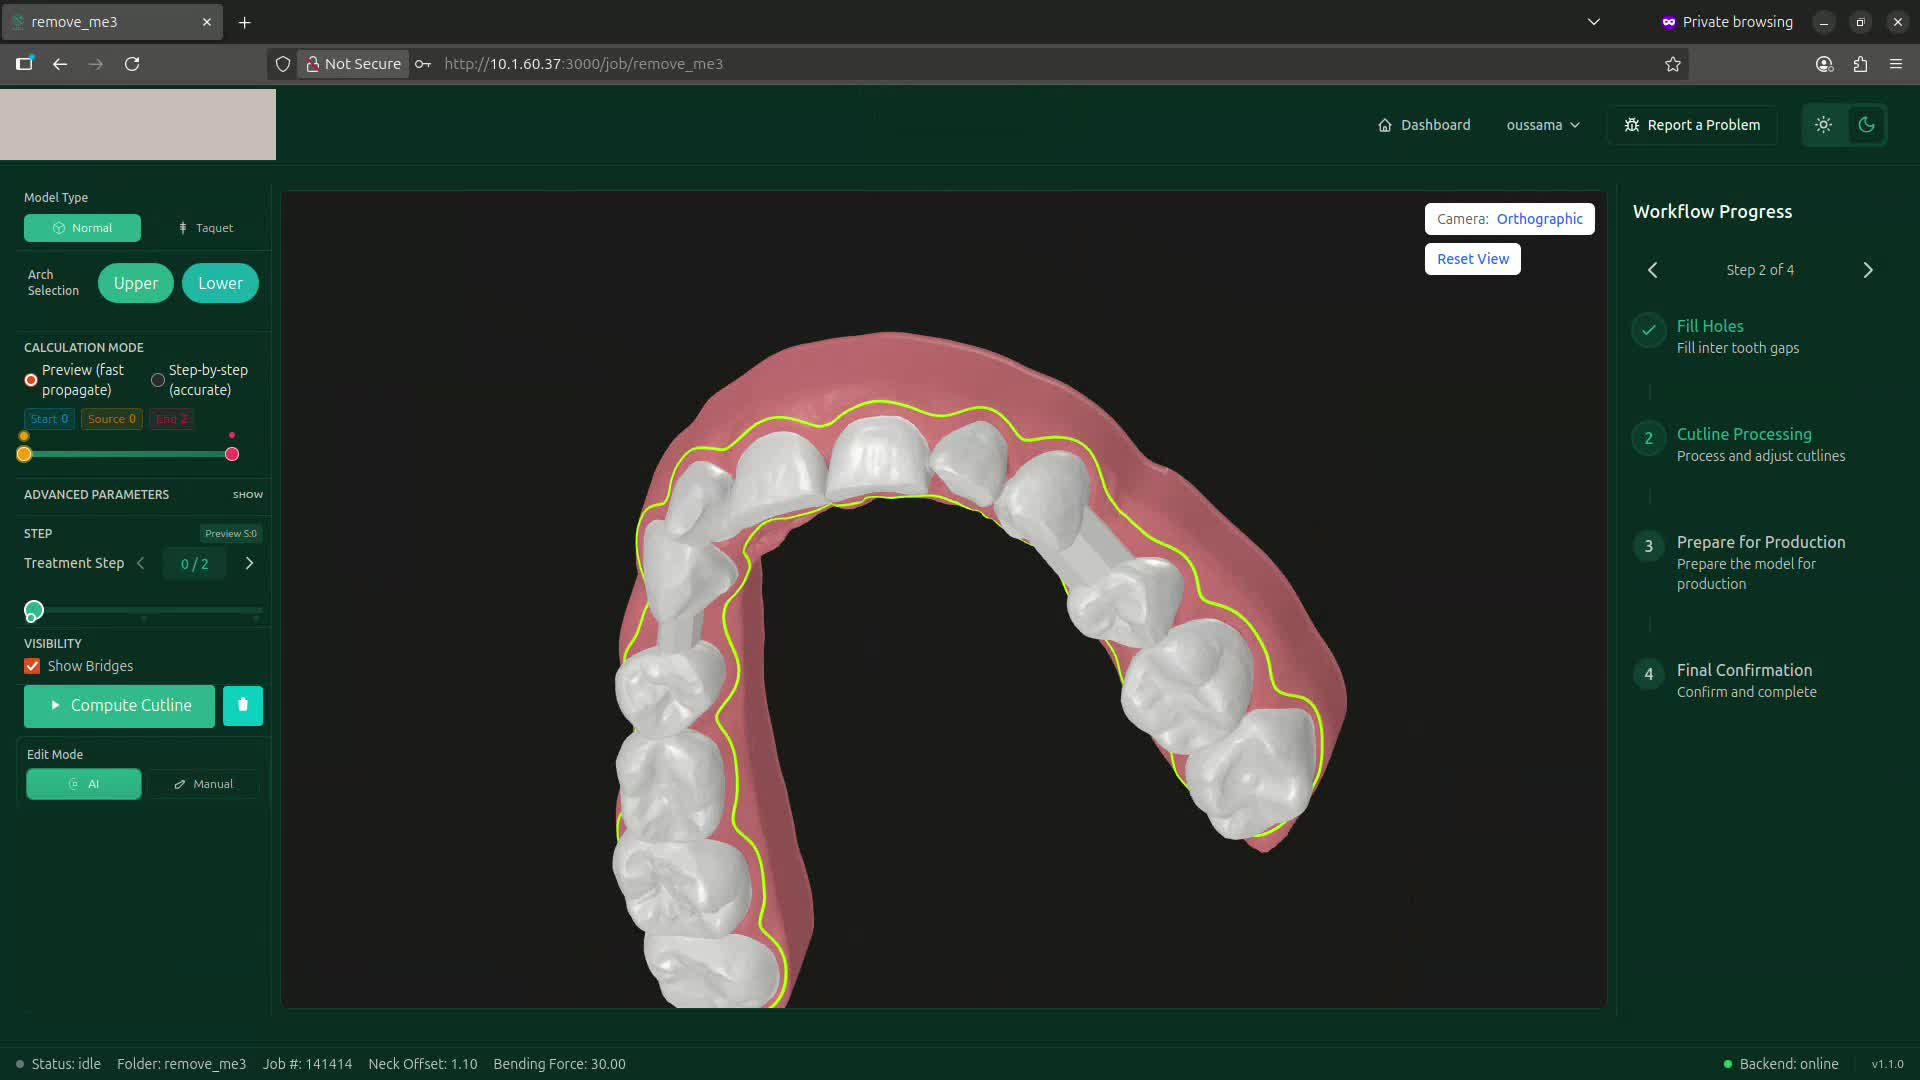 remove_me3
Private browsing
Not Secure
http://10.1.60.37:3000/job/remove_me3
Dashboard
oussama
Report a Problem
Model Type
Normal
Taquet
Arch
Selection
Upper
Lower
CALCULATION MODE
Preview (fast
propagate)
Step-by-step
(accurate)
Start 0
Source 0
End 2
ADVANCED PARAMETERS
SHOW
STEP
Preview S:0
Treatment Step
0 / 2
VISIBILITY
Show Bridges
Compute Cutline
Edit Mode
AI
Manual
Camera: Orthographic
Reset View
Workflow Progress
Step 2 of 4
Fill Holes
Fill inter tooth gaps
2
Cutline Processing
Process and adjust cutlines
3
Prepare for Production
Prepare the model for
production
4
Final Confirmation
Confirm and complete
Status: idle
Folder: remove_me3
Job #: 141414
Neck Offset: 1.10
Bending Force: 30.00
Backend: online
v1.1.0